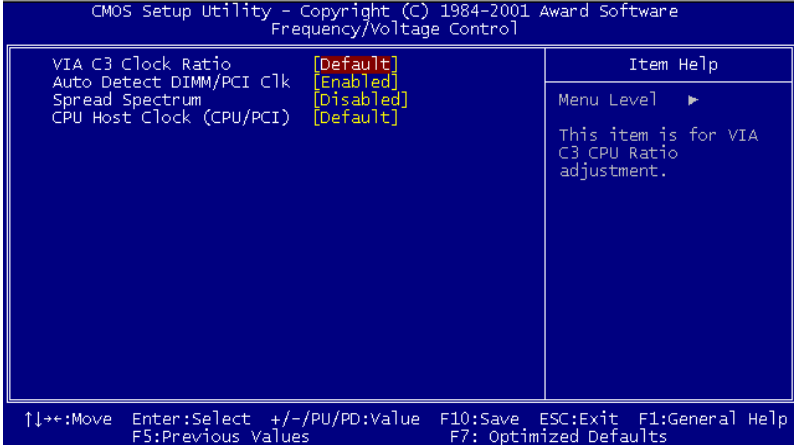 CMOS Setup Utility – Copyright (C) 1984-2001 Award Software
Frequency/Voltage Control
VIA C3 Clock Ratio [Default]
Auto Detect DIMM/PCI Clk [Enabled]
Spread Spectrum [Disabled]
CPU Host Clock (CPU/PCI) [Default]
Item Help
Menu Level ►
This item is for VIA
C3 CPU Ratio
adjustment.
↑↓→←:Move Enter:Select +/-/PU/PD:Value F10:Save ESC:Exit F1:General Help
F5:Previous Values F7: Optimized Defaults